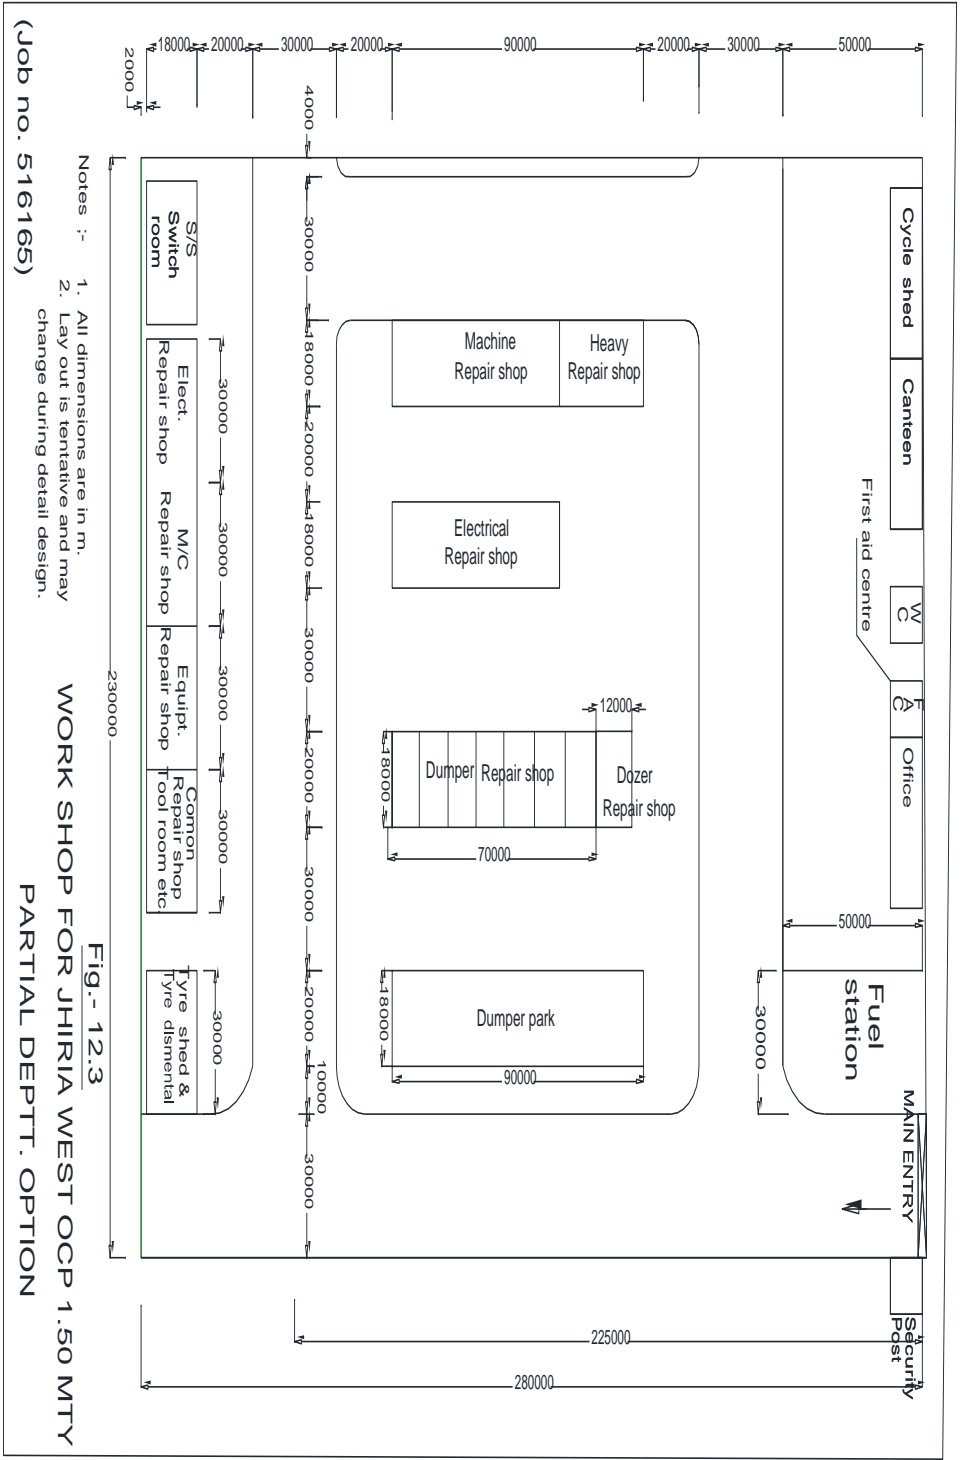 50000
30000
20000
90000
20000
30000
20000
18000
2000
4000
30000
18000
20000
18000
30000
20000
30000
20000
10000
30000
Cycle shed
Canteen
First aid centre
W
C
F
A
C
Office
50000
Fuel
station
30000
MAIN ENTRY
Security
Post
Heavy
Repair shop
Machine
Repair shop
Electrical
Repair shop
12000
Dozer
Repair shop
Dumper Repair shop
18000
70000
Dumper park
18000
90000
S/S
Switch
room
Elect.
Repair shop
30000
M/C
Repair shop
30000
Equipt.
Repair shop
30000
Comon
Repair shop
Tool room etc.
30000
Tyre shed &
Tyre dismental
30000
230000
225000
280000
Notes ;- 1. All dimensions are in m.
2. Lay out is tentative and may
change during detail design.
Fig.- 12.3
WORK SHOP FOR JHIRIA WEST OCP 1.50 MTY
PARTIAL DEPTT. OPTION
(Job no. 516165)